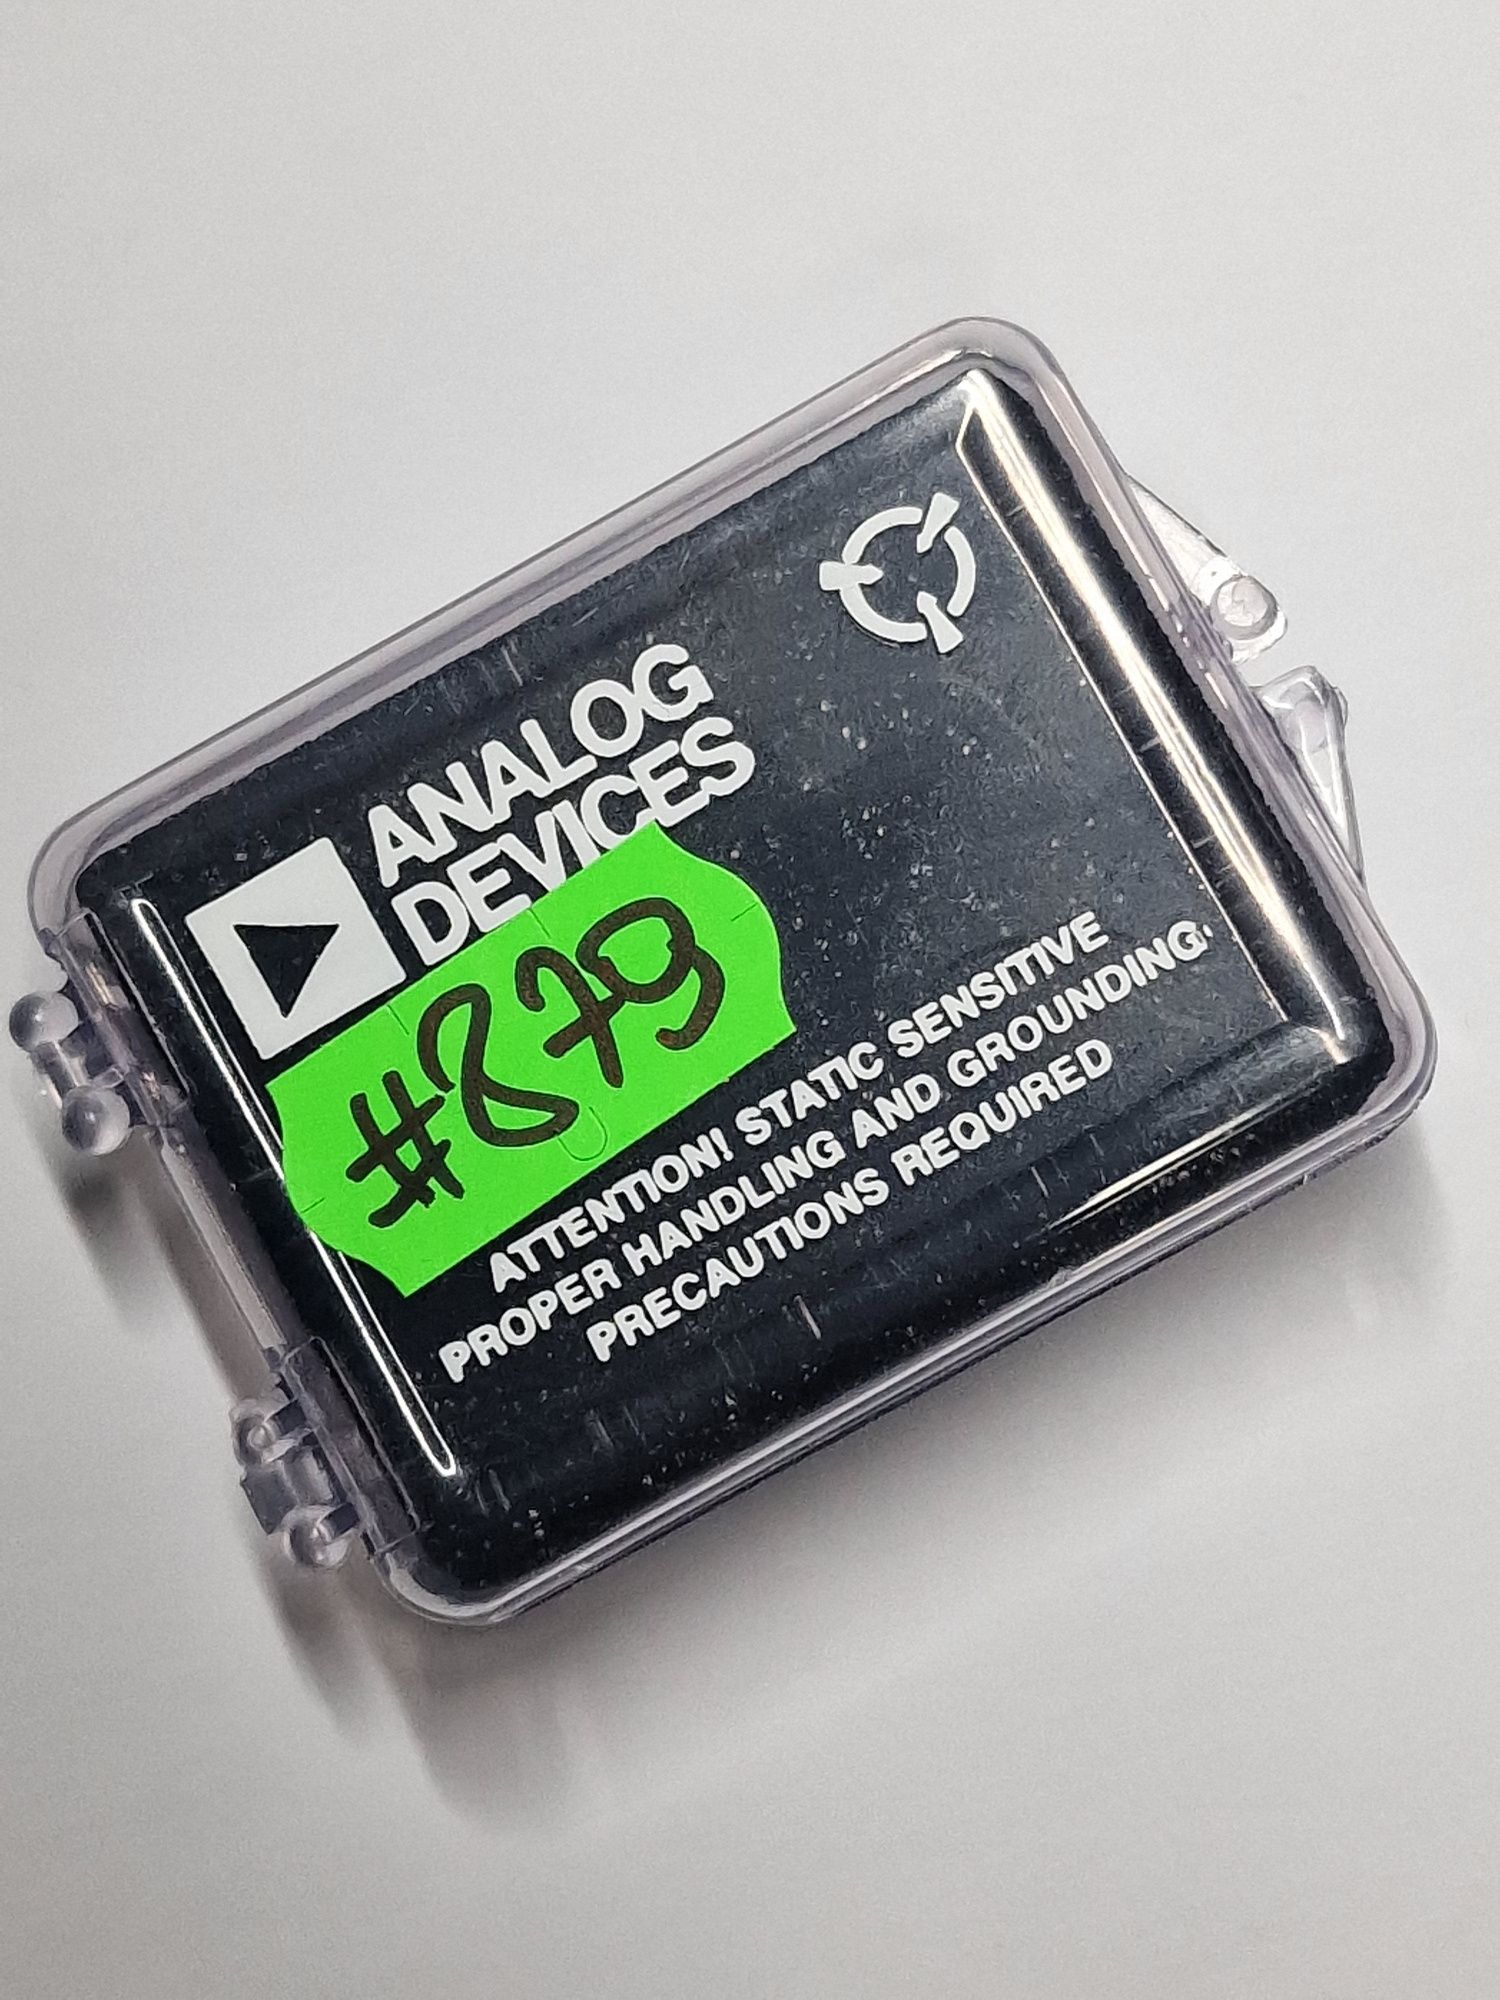 ANALOG
DEVICES
#879
ATTENTION! STATIC SENSITIVE
PROPER HANDLING AND GROUNDING
PRECAUTIONS REQUIRED